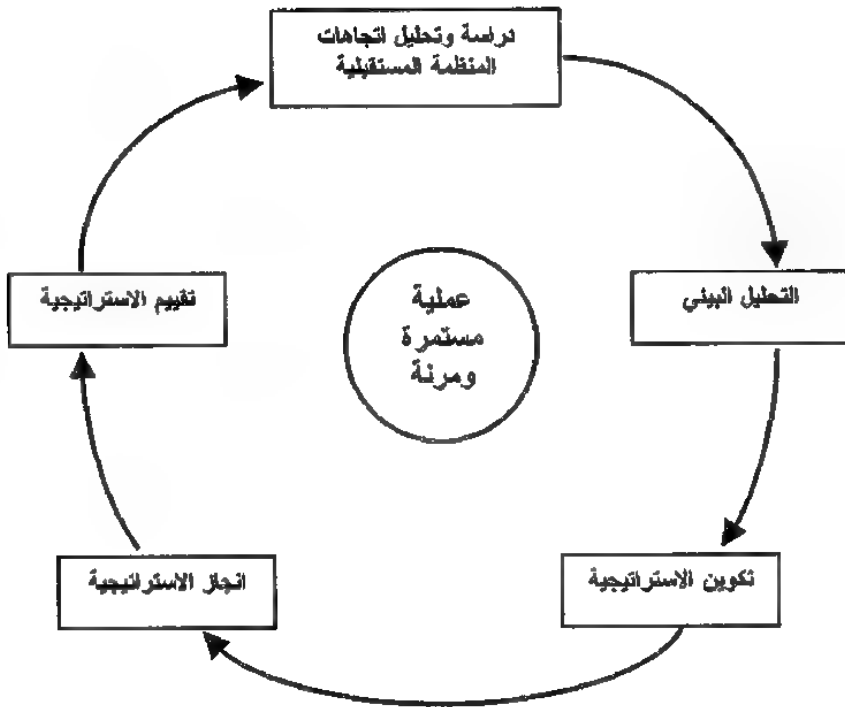 دراسة وتحليل اتجاهات
المنظمة المستقبلية
التحليل البيئي
تكوين الاستراتيجية
انجاز الاستراتيجية
تقييم الاستراتيجية
عملية
مستمرة
ومرنة